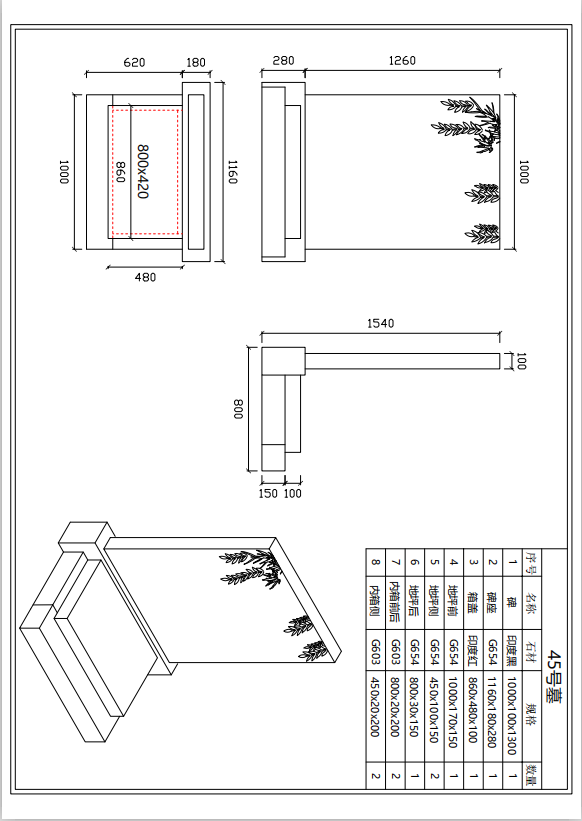 45号墓
序号 名称 石材 规格 数量
1 碑 印度黑 1000x100x1300 1
2 碑座 G654 1160x180x280 1
3 箱盖 印度红 860x480x100 1
4 地坪前 G654 1000x170x150 1
5 地坪侧 G654 450x100x150 2
6 地坪后 G654 800x30x150 1
7 内箱前后 G603 800x20x200 2
8 内箱侧 G603 450x20x200 2
1260
280
1000
1160
180
620
1000
860
800x420
480
1540
100
800
150
100